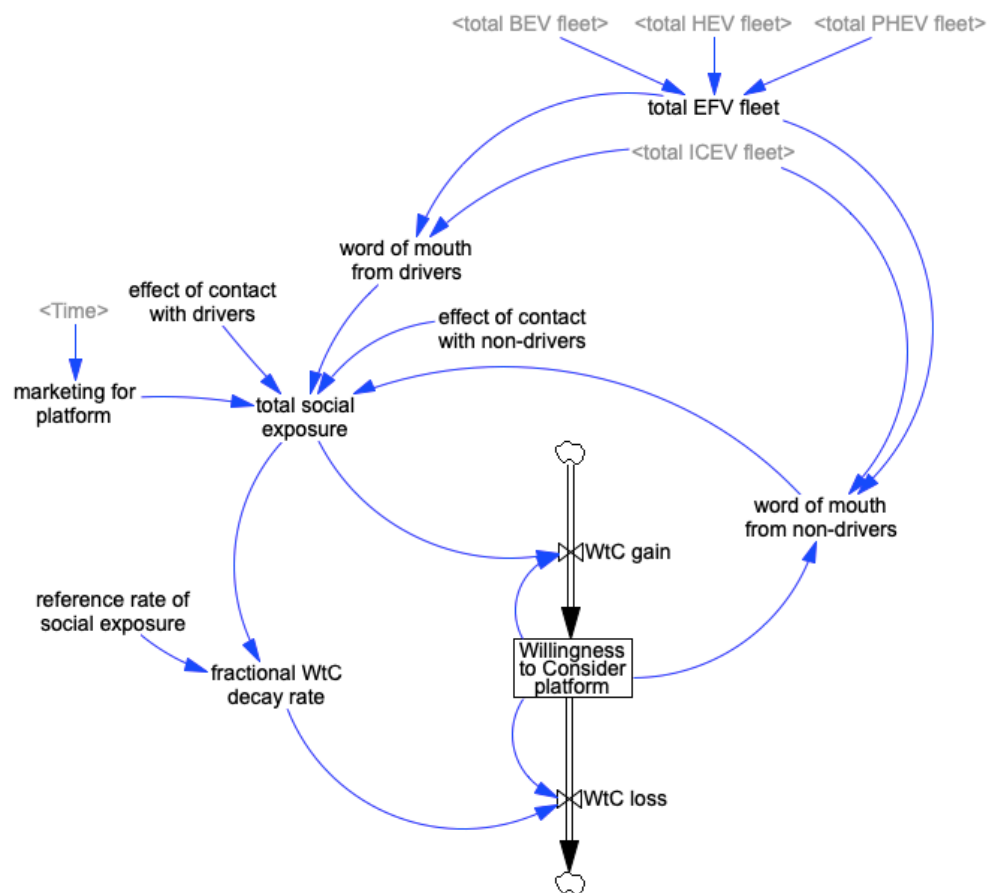 <total BEV fleet> <total HEV fleet> <total PHEV fleet>
total EFV fleet
<total ICEV fleet>
word of mouth
from drivers
effect of contact
with drivers
<Time>
effect of contact
with non-drivers
marketing for
platform
total social
exposure
word of mouth
from non-drivers
WtC gain
reference rate of
social exposure
Willingness
to Consider
platform
fractional WtC
decay rate
WtC loss